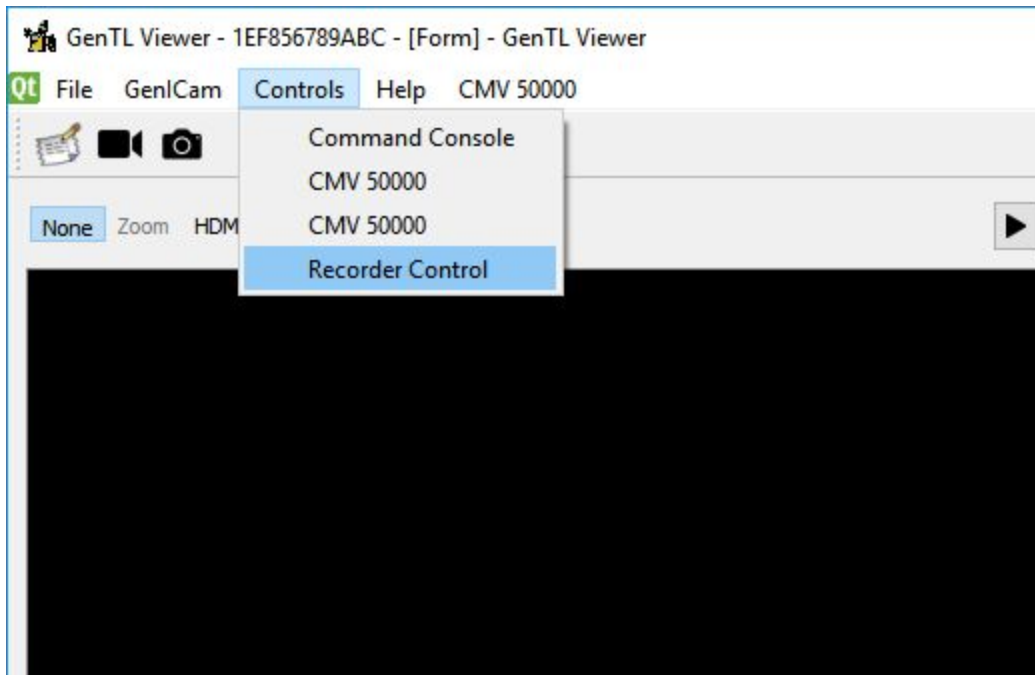 GenTL Viewer - 1EF856789ABC - [Form] - GenTL Viewer
Qt File GenICam Controls Help CMV 50000
Command Console
CMV 50000
CMV 50000
None Zoom HDM
Recorder Control